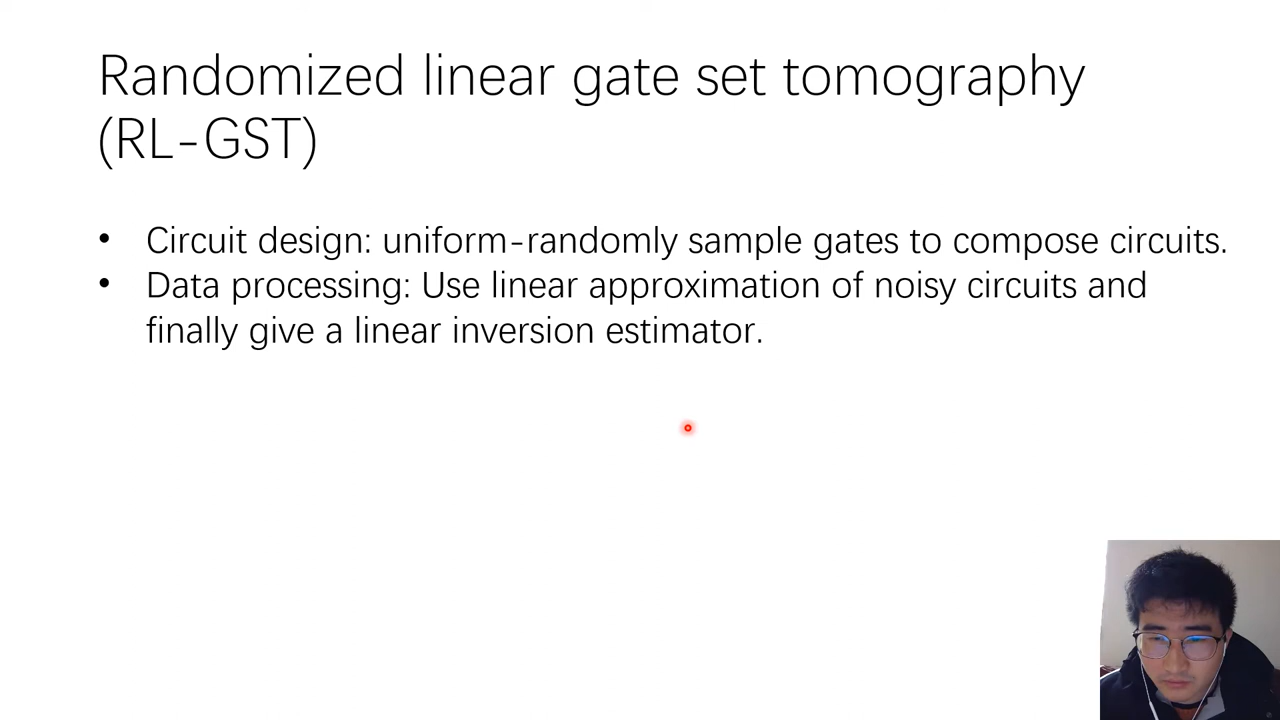 Randomized linear gate set tomography
(RL-GST)
• Circuit design: uniform-randomly sample gates to compose circuits.
• Data processing: Use linear approximation of noisy circuits and
finally give a linear inversion estimator.